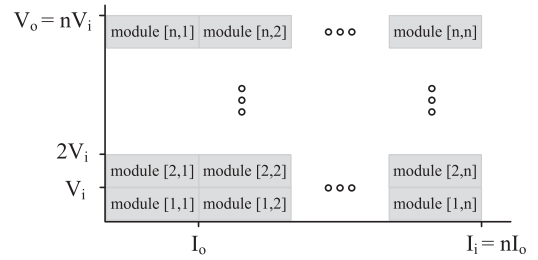 Vo = nVi
module [n,1] module [n,2] module [n,n]
2Vi
module [2,1] module [2,2] module [2,n]
Vi
module [1,1] module [1,2] module [1,n]
Io Ii = nIo